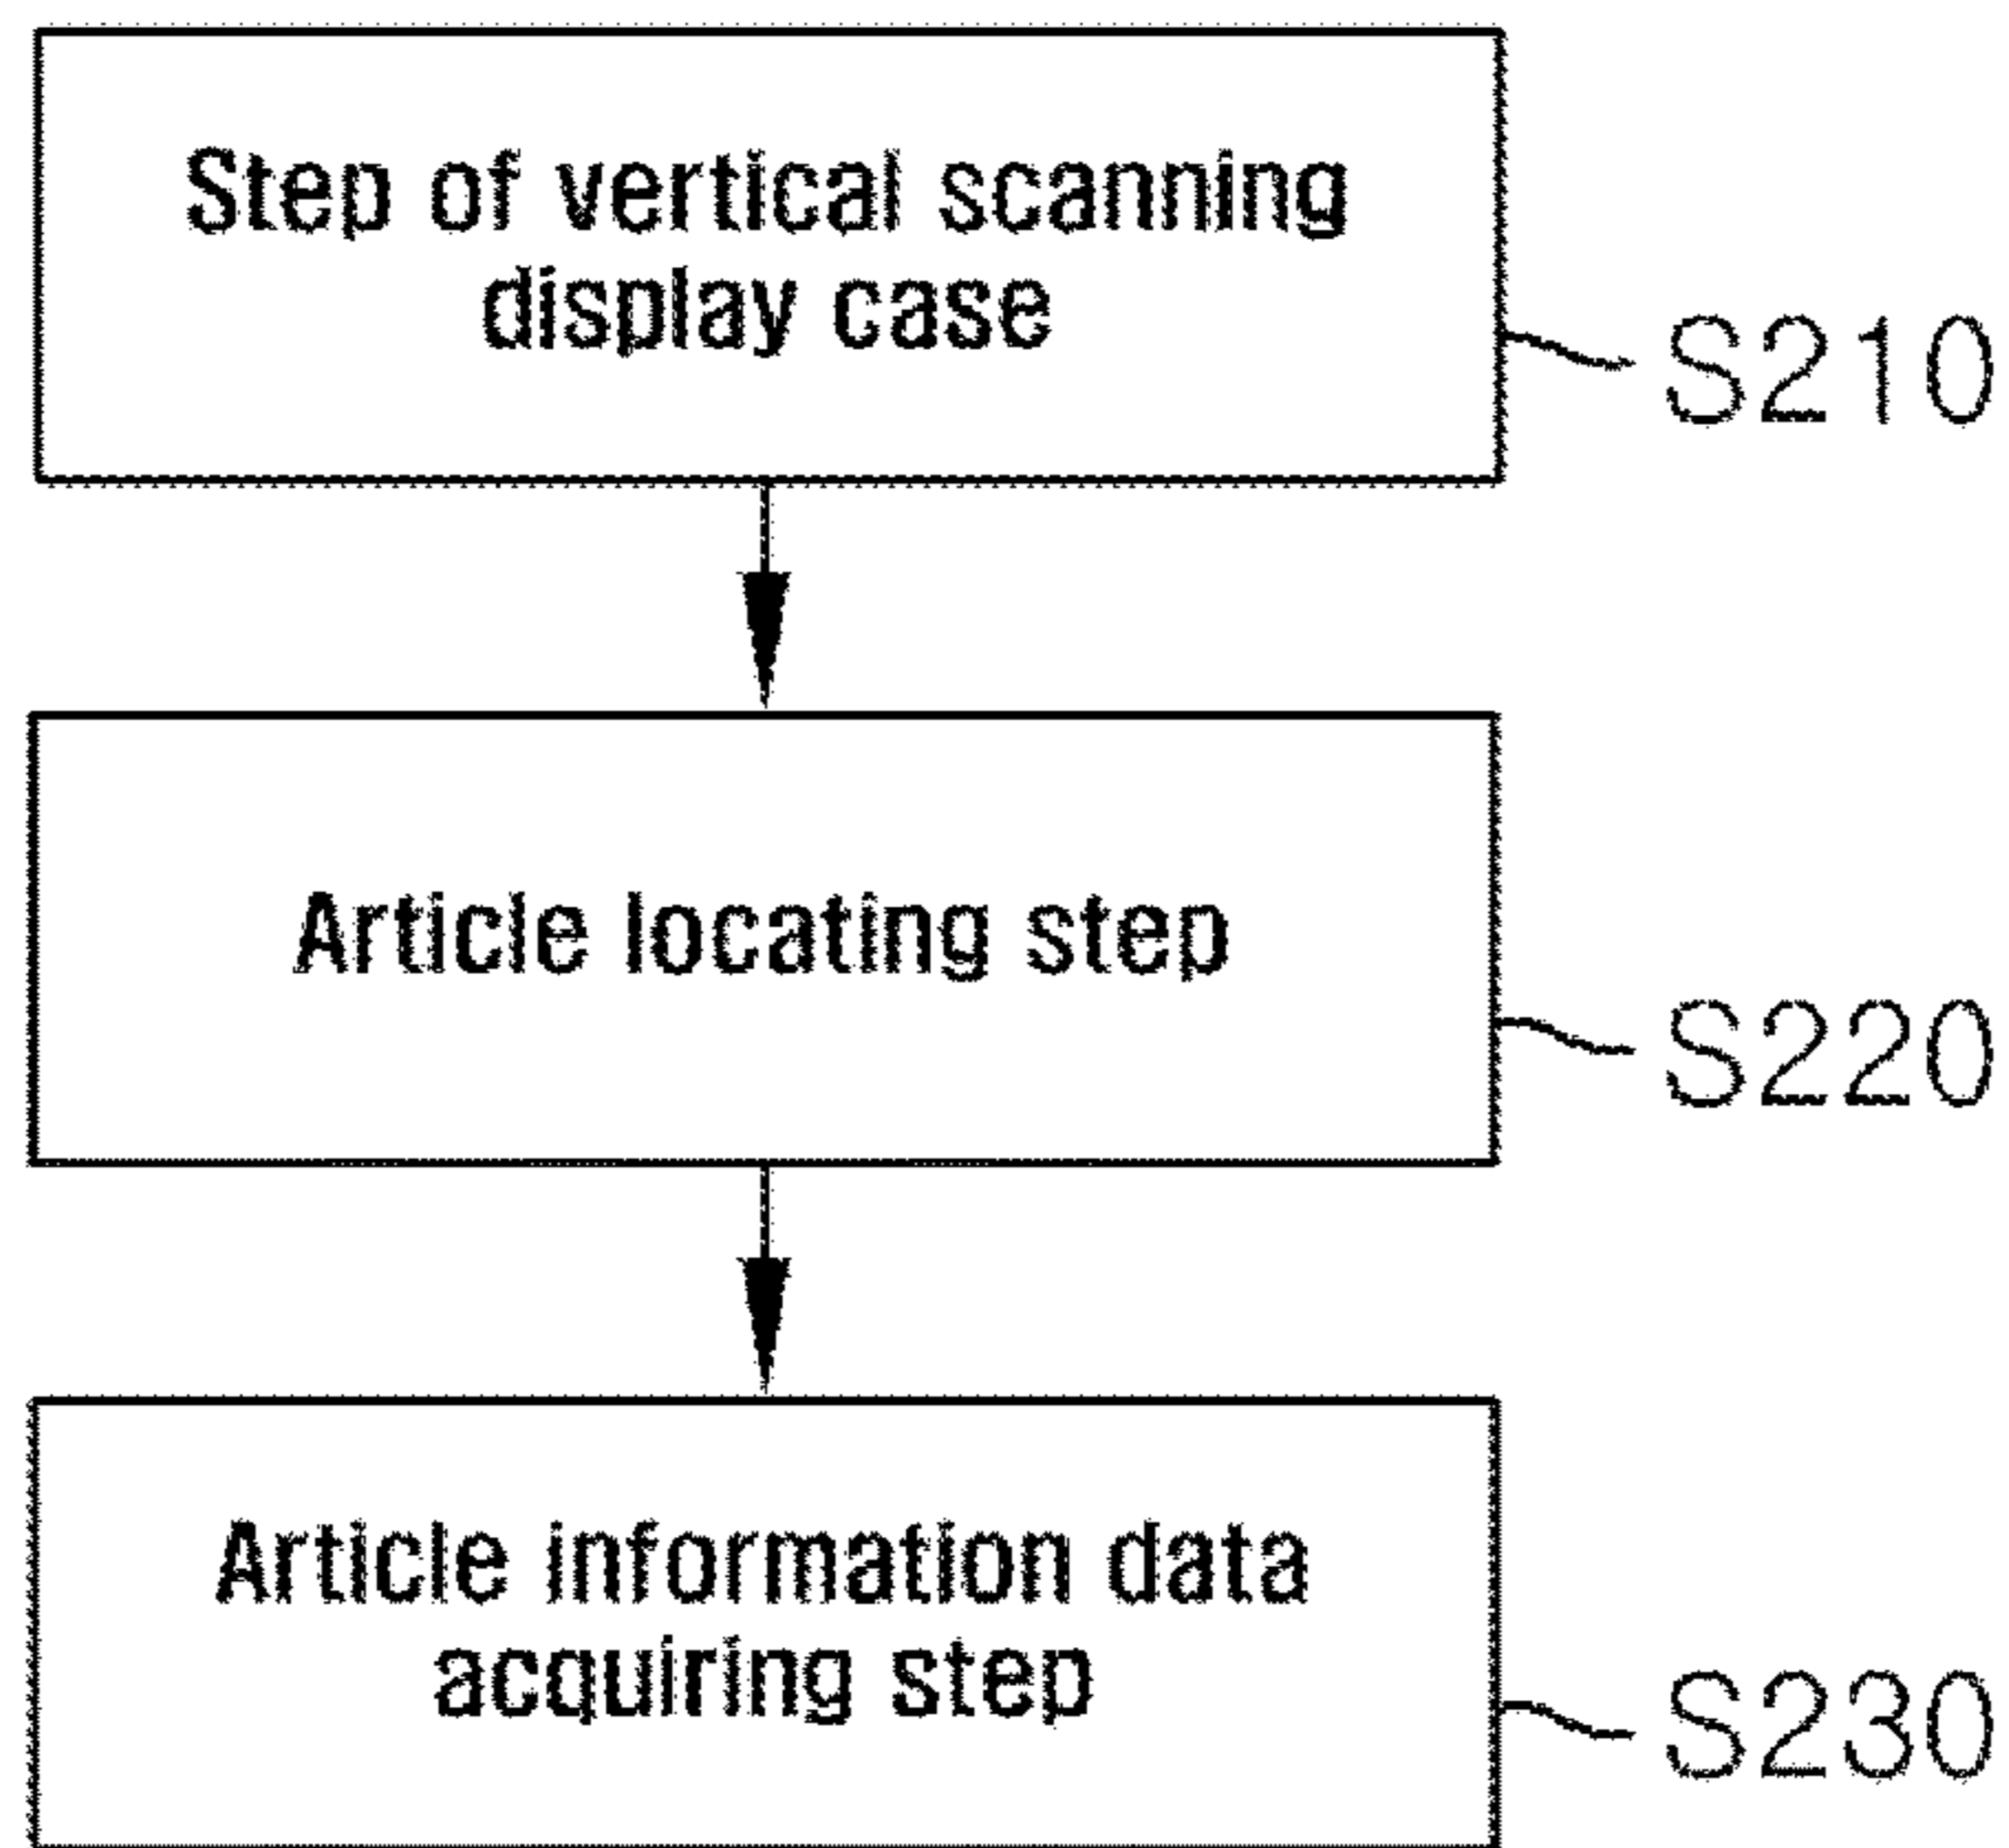 Step of vertical scanning
display case
S210
Article locating step
S220
Article information data
acquiring step
S230